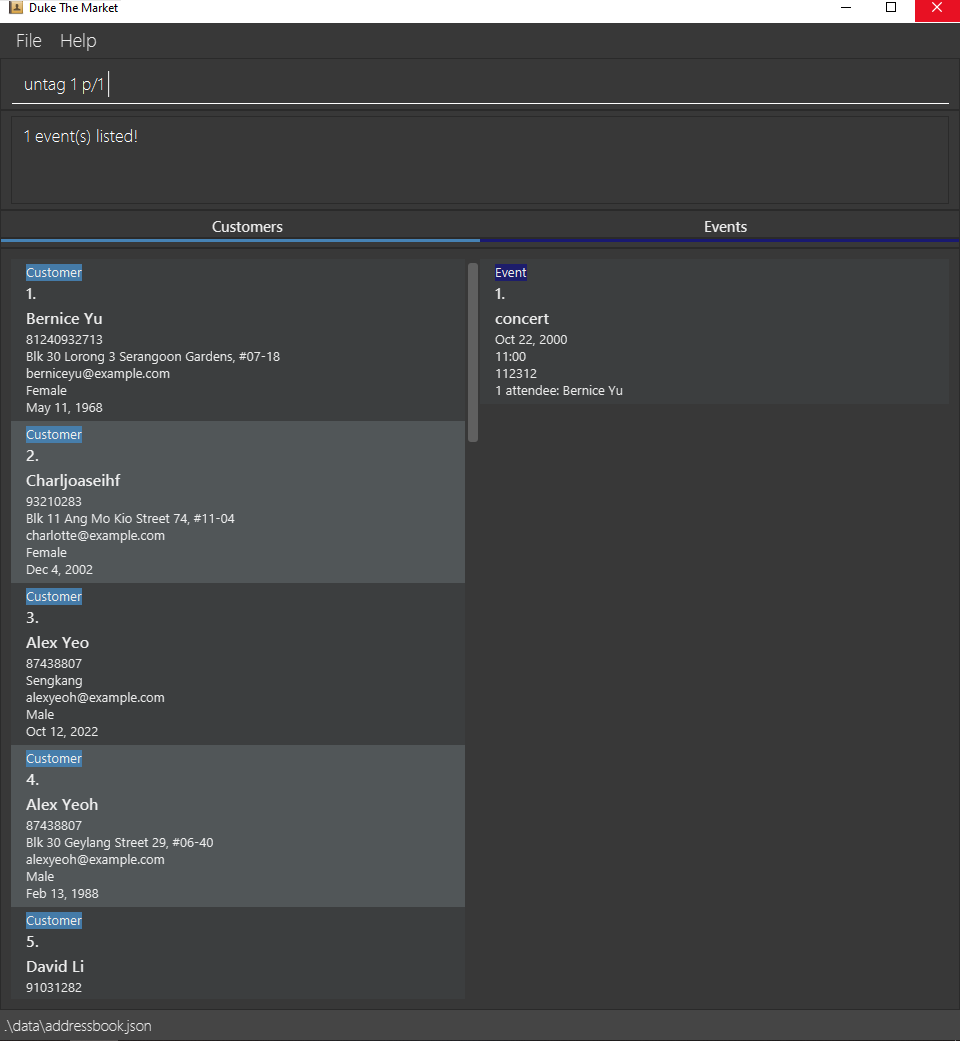 Duke The Market
File Help
untag 1 p/1
1 event(s) listed!
Customers Events
Customer
1.
Bernice Yu
81240932713
Blk 30 Lorong 3 Serangoon Gardens, #07-18
berniceyu@example.com
Female
May 11, 1968
Customer
2.
Charljoaseihf
93210283
Blk 11 Ang Mo Kio Street 74, #11-04
charlotte@example.com
Female
Dec 4, 2002
Customer
3.
Alex Yeo
87438807
Sengkang
alexyeoh@example.com
Male
Oct 12, 2022
Customer
4.
Alex Yeoh
87438807
Blk 30 Geylang Street 29, #06-40
alexyeoh@example.com
Male
Feb 13, 1988
Customer
5.
David Li
91031282
Event
1.
concert
Oct 22, 2000
11:00
112312
1 attendee: Bernice Yu
.\data\addressbook.json